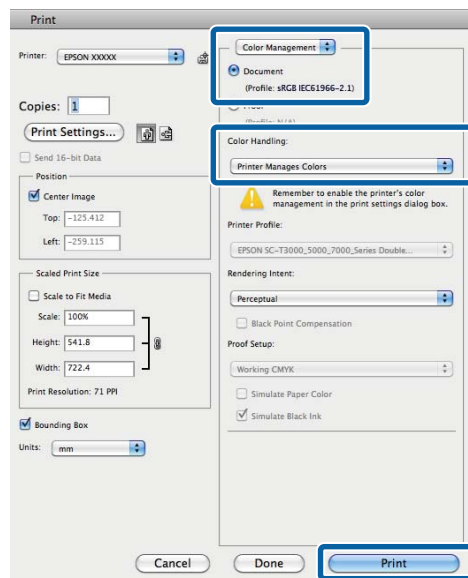 Print
Printer: EPSON XXXXX
Copies: 1
Print Settings...
Send 16-bit Data
Position
Center Image
Top: -125.412
Left: -259.115
Scaled Print Size
Scale to Fit Media
Scale: 100%
Height: 541.8
Width: 722.4
Print Resolution: 71 PPI
Bounding Box
Units: mm
Color Management
Document
(Profile: sRGB IEC61966-2.1)
Color Handling:
Printer Manages Colors
Remember to enable the printer's color
management in the print settings dialog box.
Printer Profile:
EPSON SC-T3000_5000_7000_Series Double...
Rendering Intent:
Perceptual
Black Point Compensation
Proof Setup:
Working CMYK
Simulate Paper Color
Simulate Black Ink
Cancel
Done
Print